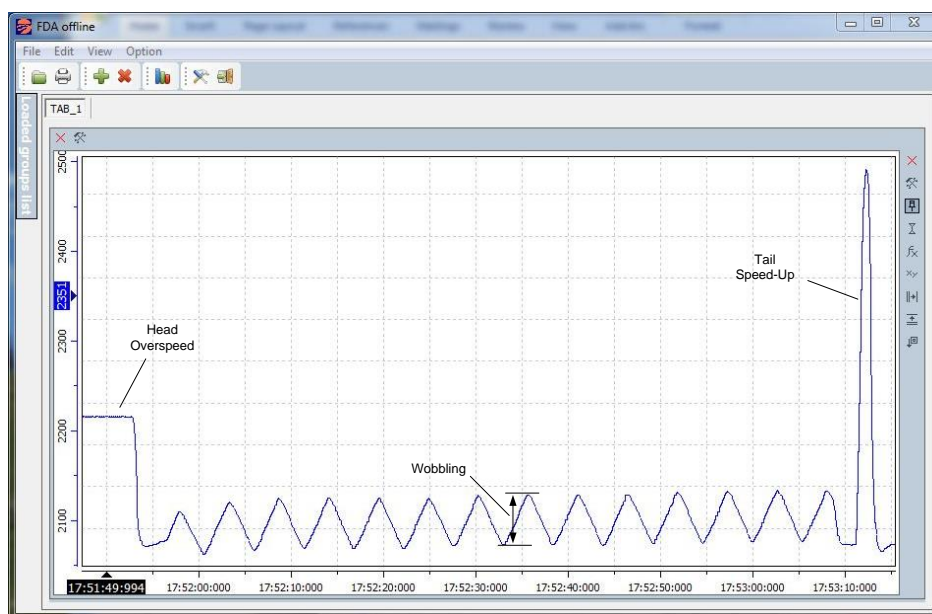 FDA offline
File Edit View Option
Loaded groups list
TAB_1
2500
2400
2351
2300
2200
2100
Head
Overspeed
Wobbling
Tail
Speed-Up
fx
xy
17:51:49:994 17:52:00:000 17:52:10:000 17:52:20:000 17:52:30:000 17:52:40:000 17:52:50:000 17:53:00:000 17:53:10:000